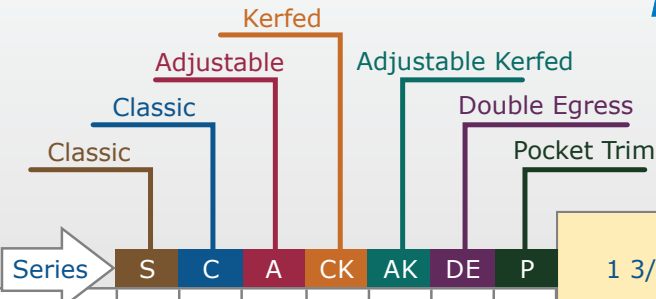 Kerfed
Adjustable Adjustable Kerfed
Classic Double Egress
Classic Pocket Trim
Series S C A CK AK DE P 1 3/